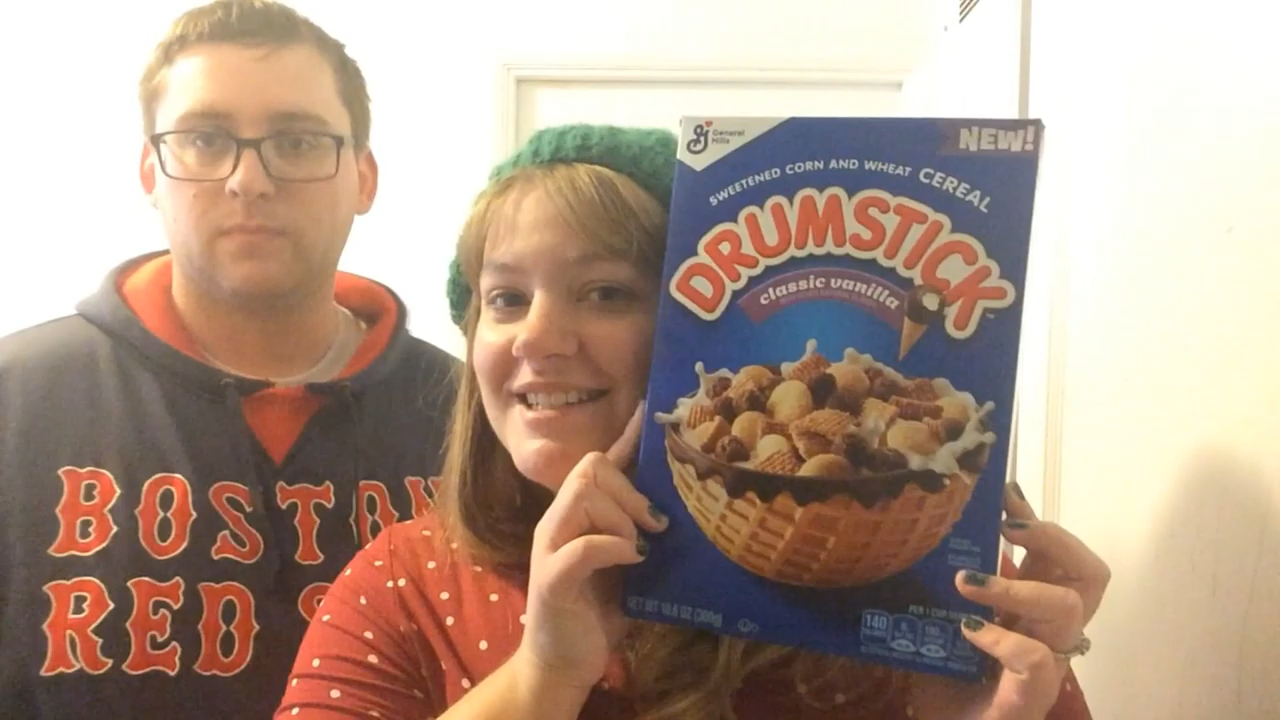 BOSTON
RED S
General
Mills
NEW!
SWEETENED CORN AND WHEAT CEREAL
DRUMSTICK
classic vanilla
NET WT 10.6 OZ (300g)
PER 1 CUP
140